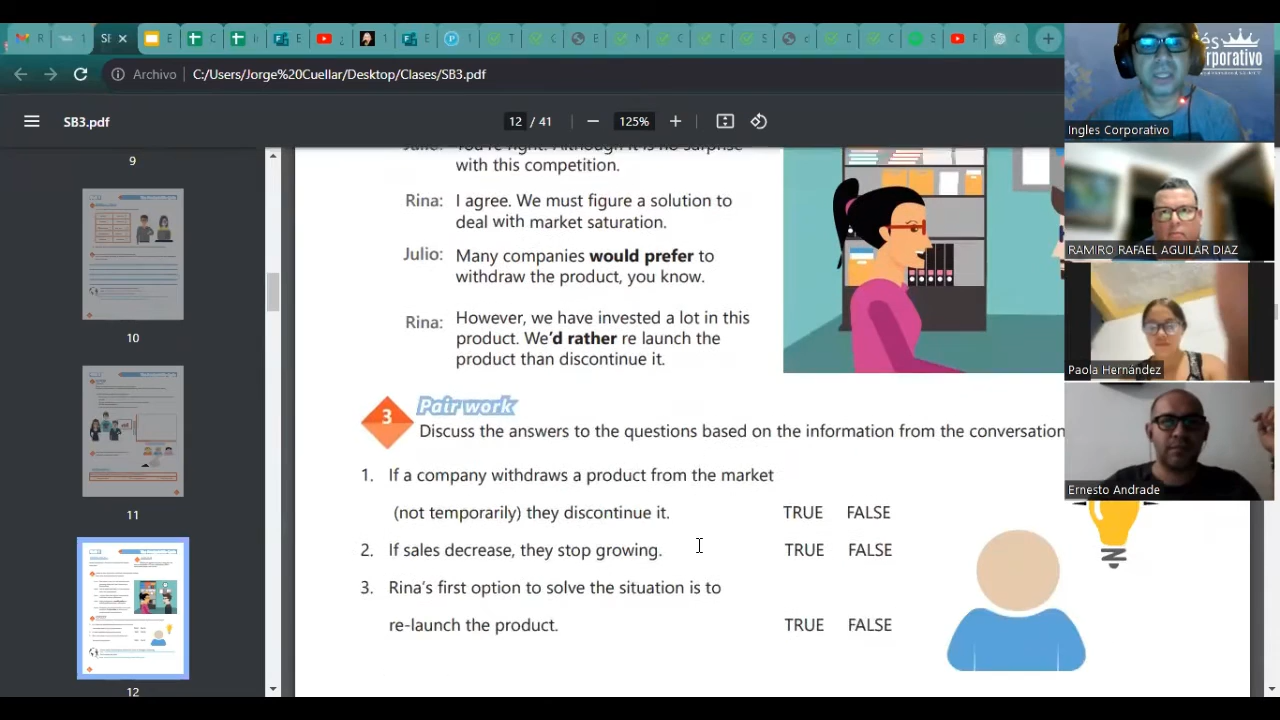 Archivo
C:/Users/Jorge%20Cuellar/Desktop/Clases/SB3.pdf
SB3.pdf
12 / 41
125%
9
10
11
12
with this competition.
Rina: I agree. We must figure a solution to
deal with market saturation.
Julio: Many companies would prefer to
withdraw the product, you know.
Rina: However, we have invested a lot in this
product. We'd rather re launch the
product than discontinue it.
3 Pair work
Discuss the answers to the questions based on the information from the conversation
1. If a company withdraws a product from the market
(not temporarily) they discontinue it. TRUE FALSE
2. If sales decrease, they stop growing. TRUE FALSE
3. Rina's first option to solve the situation is to
re-launch the product. TRUE FALSE
Ingles Corporativo
RAMIRO RAFAEL AGUILAR DIAZ
Paola Hernández
Ernesto Andrade